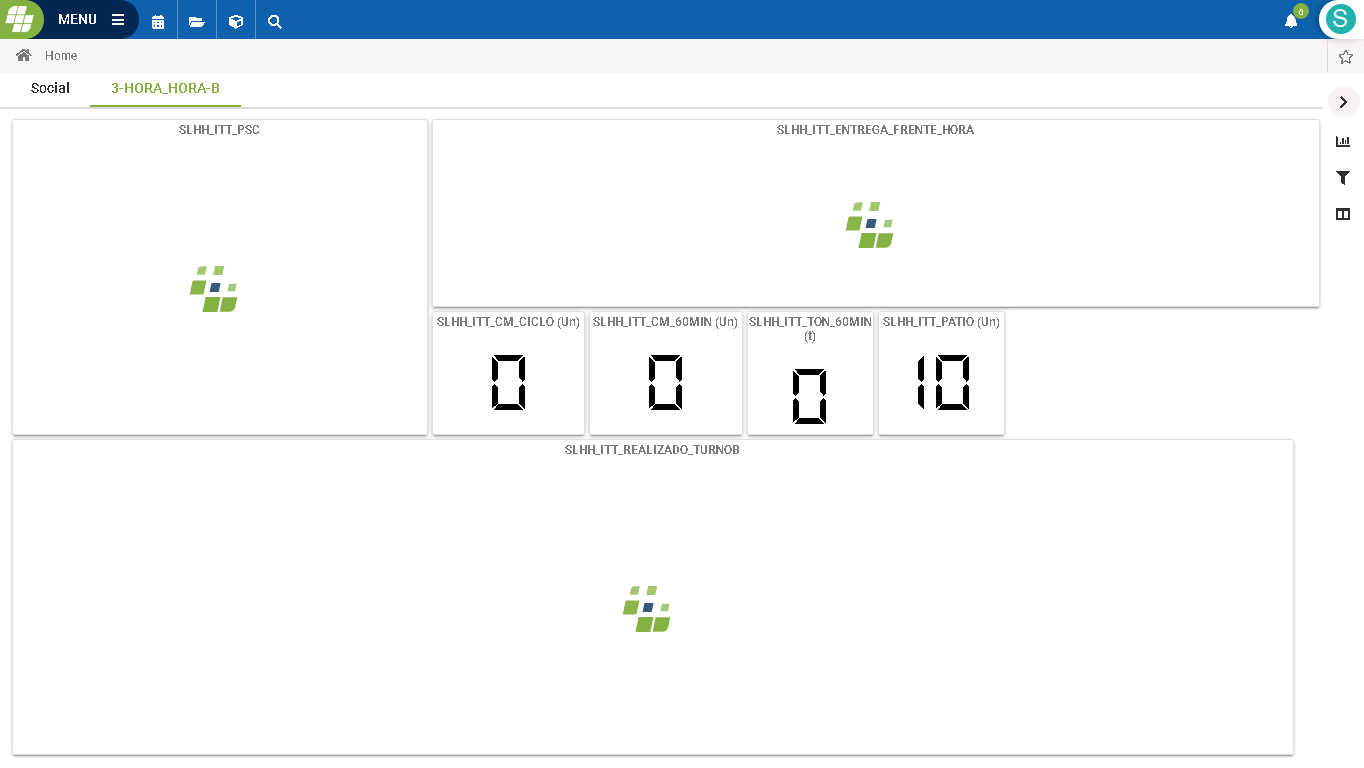 MENU
0
S
Home
Social
3-HORA_HORA-B
SLHH_ITT_PSC
SLHH_ITT_ENTREGA_FRENTE_HORA
SLHH_ITT_CM_CICLO (Un)
0
SLHH_ITT_CM_60MIN (Un)
0
SLHH_ITT_TON_60MIN
(t)
0
SLHH_ITT_PATIO (Un)
10
SLHH_ITT_REALIZADO_TURNOB